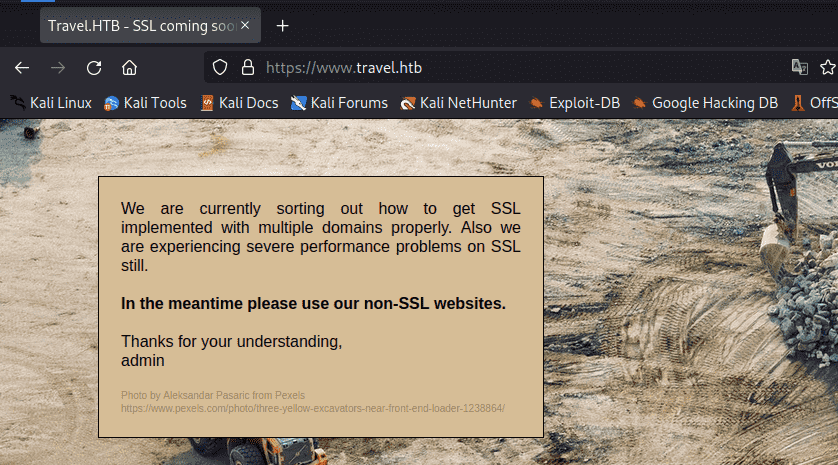 Travel.HTB - SSL coming soo
https://www.travel.htb
Kali Linux Kali Tools Kali Docs Kali Forums Kali NetHunter Exploit-DB Google Hacking DB OffS
We are currently sorting out how to get SSL
implemented with multiple domains properly. Also we
are experiencing severe performance problems on SSL
still.
In the meantime please use our non-SSL websites.
Thanks for your understanding,
admin
Photo by Aleksandar Pasaric from Pexels
https://www.pexels.com/photo/three-yellow-excavators-near-front-end-loader-1238864/